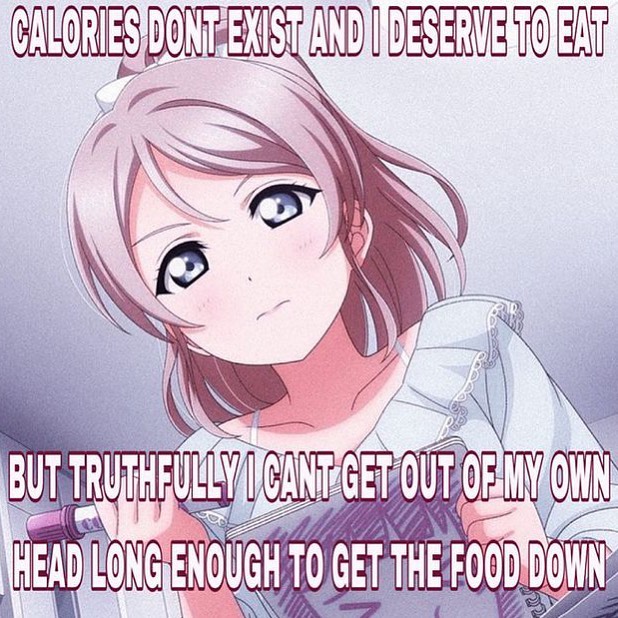 CALORIES DONT EXIST AND I DESERVE TO EAT
BUT TRUTHFULLY I CANT GET OUT OF MY OWN
HEAD LONG ENOUGH TO GET THE FOOD DOWN